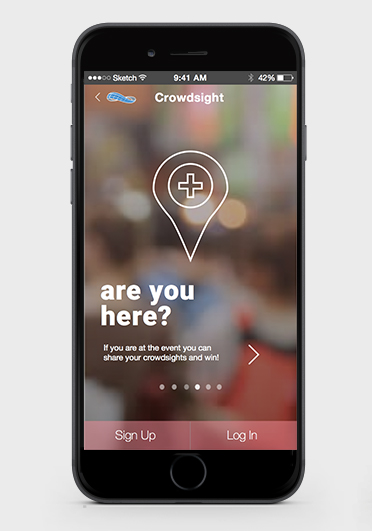 Sketch 9:41 AM 42%
Crowdsight
are you
here?
If you are at the event you can
share your crowdsights and win!
Sign Up Log In